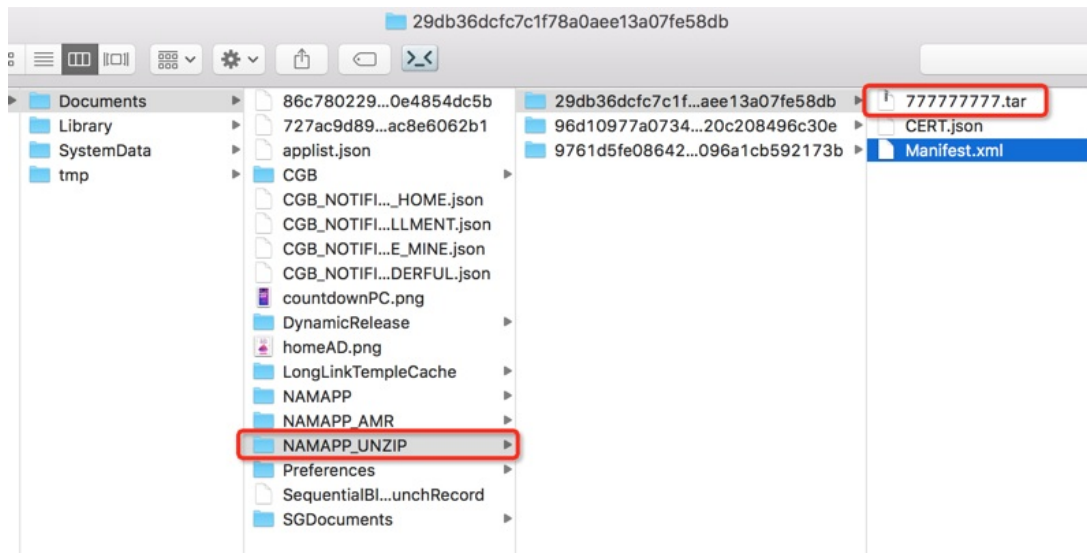 29db36dcfc7c1f78a0aee13a07fe58db
Documents
Library
SystemData
tmp
86c780229...0e4854dc5b
727ac9d89...ac8e6062b1
applist.json
CGB
CGB_NOTIFI..._HOME.json
CGB_NOTIFI...LLMENT.json
CGB_NOTIFI...E_MINE.json
CGB_NOTIFI...DERFUL.json
countdownPC.png
DynamicRelease
homeAD.png
LongLinkTempleCache
NAMAPP
NAMAPP_AMR
NAMAPP_UNZIP
Preferences
SequentialBl...unchRecord
SGDocuments
29db36dcfc7c1f...aee13a07fe58db
96d10977a0734...20c208496c30e
9761d5fe08642...096a1cb592173b
777777777.tar
CERT.json
Manifest.xml